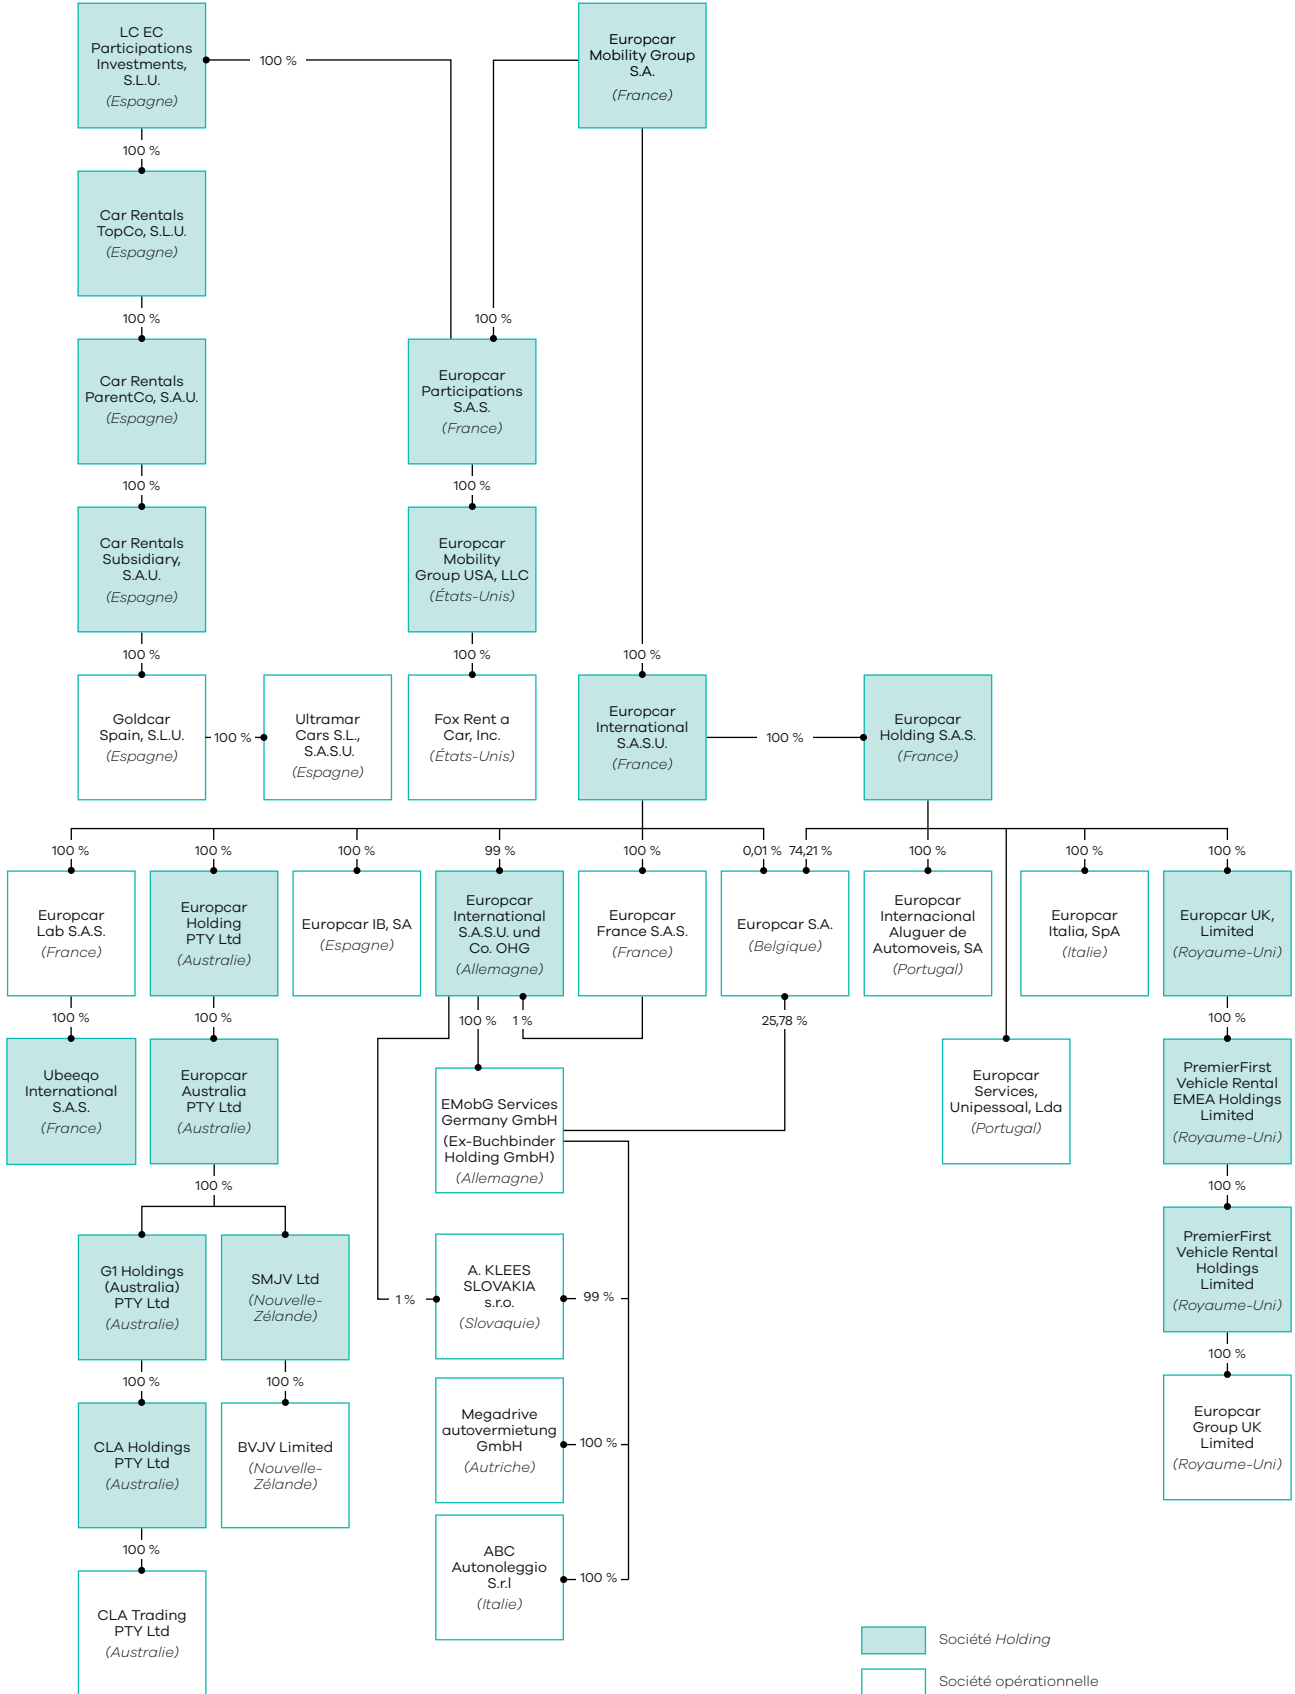 LC EC
Participations
Investments,
S.L.U.
(Espagne)
100 %
Europcar
Mobility Group
S.A.
(France)
100 %
Car Rentals
TopCo, S.L.U.
(Espagne)
100 %
100 %
Car Rentals
ParentCo, S.A.U.
(Espagne)
Europcar
Participations
S.A.S.
(France)
100 %
100 %
Car Rentals
Subsidiary,
S.A.U.
(Espagne)
Europcar
Mobility
Group USA, LLC
(États-Unis)
100 %
100 %
100 %
Goldcar
Spain, S.L.U.
(Espagne)
100 %
Ultramar
Cars S.L.,
S.A.S.U.
(Espagne)
Fox Rent a
Car, Inc.
(États-Unis)
Europcar
International
S.A.S.U.
(France)
100 %
Europcar
Holding S.A.S.
(France)
100 %
100 %
100 %
99 %
100 %
0,01 %
74,21 %
100 %
100 %
100 %
Europcar
Lab S.A.S.
(France)
Europcar
Holding
PTY Ltd
(Australie)
Europcar IB, SA
(Espagne)
Europcar
International
S.A.S.U. und
Co. OHG
(Allemagne)
Europcar
France S.A.S.
(France)
Europcar S.A.
(Belgique)
Europcar
Internacional
Aluguer de
Automoveis, SA
(Portugal)
Europcar
Italia, SpA
(Italie)
Europcar UK,
Limited
(Royaume-Uni)
100 %
100 %
100 %
1 %
25,78 %
100 %
Ubeeqo
International
S.A.S.
(France)
Europcar
Australia
PTY Ltd
(Australie)
EMobG Services
Germany GmbH
(Ex-Buchbinder
Holding GmbH)
(Allemagne)
Europcar
Services,
Unipessoal, Lda
(Portugal)
PremierFirst
Vehicle Rental
EMEA Holdings
Limited
(Royaume-Uni)
100 %
100 %
G1 Holdings
(Australia)
PTY Ltd
(Australie)
SMJV Ltd
(Nouvelle-
Zélande)
1 %
A. KLEES
SLOVAKIA
s.r.o.
(Slovaquie)
99 %
PremierFirst
Vehicle Rental
Holdings
Limited
(Royaume-Uni)
100 %
100 %
100 %
CLA Holdings
PTY Ltd
(Australie)
BVJV Limited
(Nouvelle-
Zélande)
Megadrive
autovermietung
GmbH
(Autriche)
100 %
Europcar
Group UK
Limited
(Royaume-Uni)
100 %
ABC
Autonoleggio
S.r.l
(Italie)
100 %
CLA Trading
PTY Ltd
(Australie)
Société Holding
Société opérationnelle